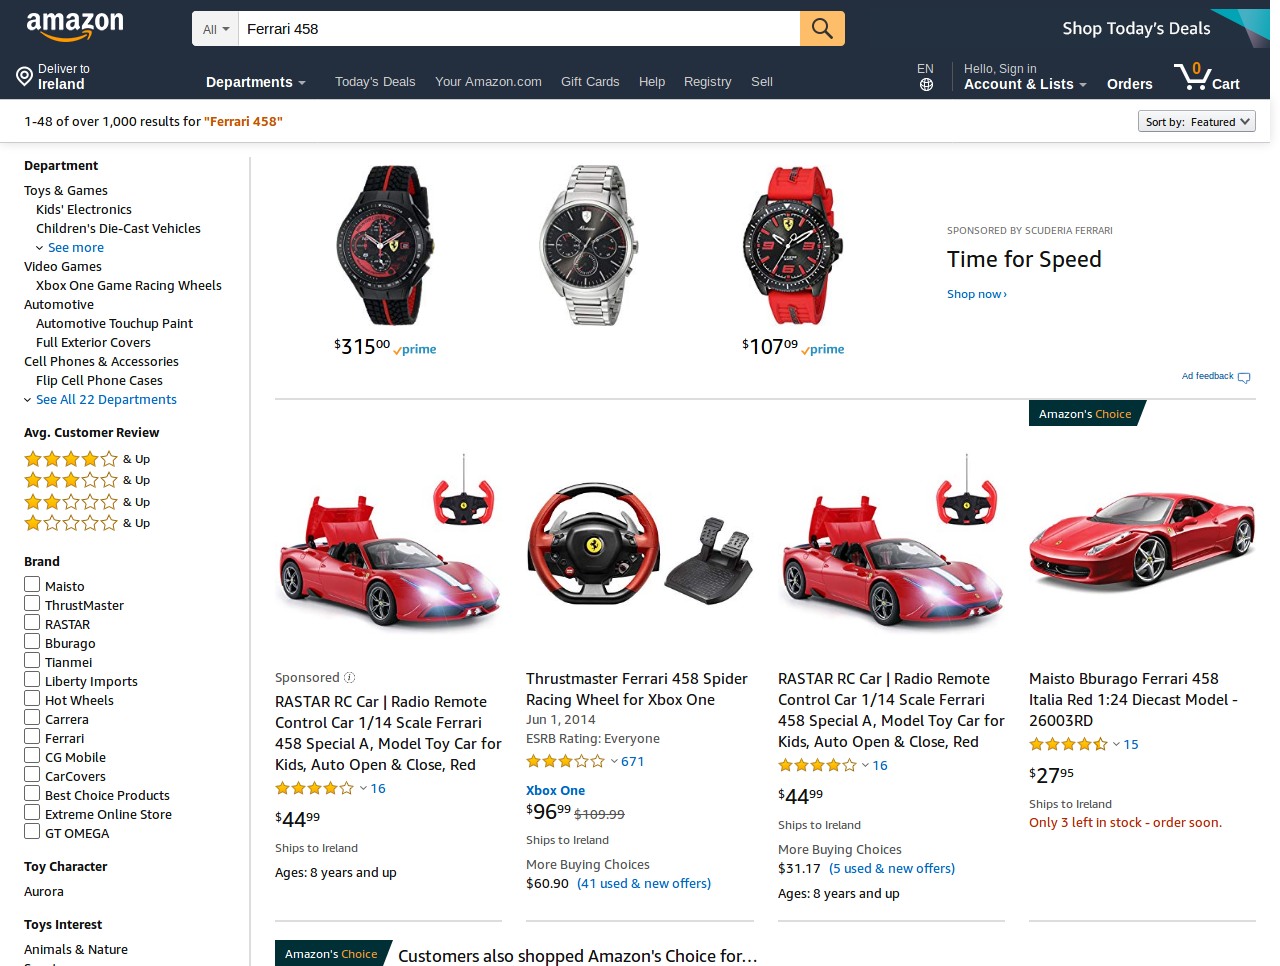 amazon
All
Ferrari 458
Shop Today's Deals
Deliver to
Ireland
Departments
Today's Deals
Your Amazon.com
Gift Cards
Help
Registry
Sell
EN
Hello, Sign in
Account & Lists
Orders
0
Cart
1-48 of over 1,000 results for "Ferrari 458"
Sort by: Featured
Department
Toys & Games
Kids' Electronics
Children's Die-Cast Vehicles
See more
Video Games
Xbox One Game Racing Wheels
Automotive
Automotive Touchup Paint
Full Exterior Covers
Cell Phones & Accessories
Flip Cell Phone Cases
See All 22 Departments
Avg. Customer Review
& Up
& Up
& Up
& Up
Brand
Maisto
ThrustMaster
RASTAR
Bburago
Tianmei
Liberty Imports
Hot Wheels
Carrera
Ferrari
CG Mobile
CarCovers
Best Choice Products
Extreme Online Store
GT OMEGA
Toy Character
Aurora
Toys Interest
Animals & Nature
$31500 prime
$10709 prime
SPONSORED BY SCUDERIA FERRARI
Time for Speed
Shop now ›
Ad feedback
Amazon's Choice
Sponsored
RASTAR RC Car | Radio Remote
Control Car 1/14 Scale Ferrari
458 Special A, Model Toy Car for
Kids, Auto Open & Close, Red
16
$4499
Ships to Ireland
Ages: 8 years and up
Thrustmaster Ferrari 458 Spider
Racing Wheel for Xbox One
Jun 1, 2014
ESRB Rating: Everyone
671
Xbox One
$9699 $109.99
Ships to Ireland
More Buying Choices
$60.90 (41 used & new offers)
RASTAR RC Car | Radio Remote
Control Car 1/14 Scale Ferrari
458 Special A, Model Toy Car for
Kids, Auto Open & Close, Red
16
$4499
Ships to Ireland
More Buying Choices
$31.17 (5 used & new offers)
Ages: 8 years and up
Maisto Bburago Ferrari 458
Italia Red 1:24 Diecast Model -
26003RD
15
$2795
Ships to Ireland
Only 3 left in stock - order soon.
Amazon's Choice
Customers also shopped Amazon's Choice for…